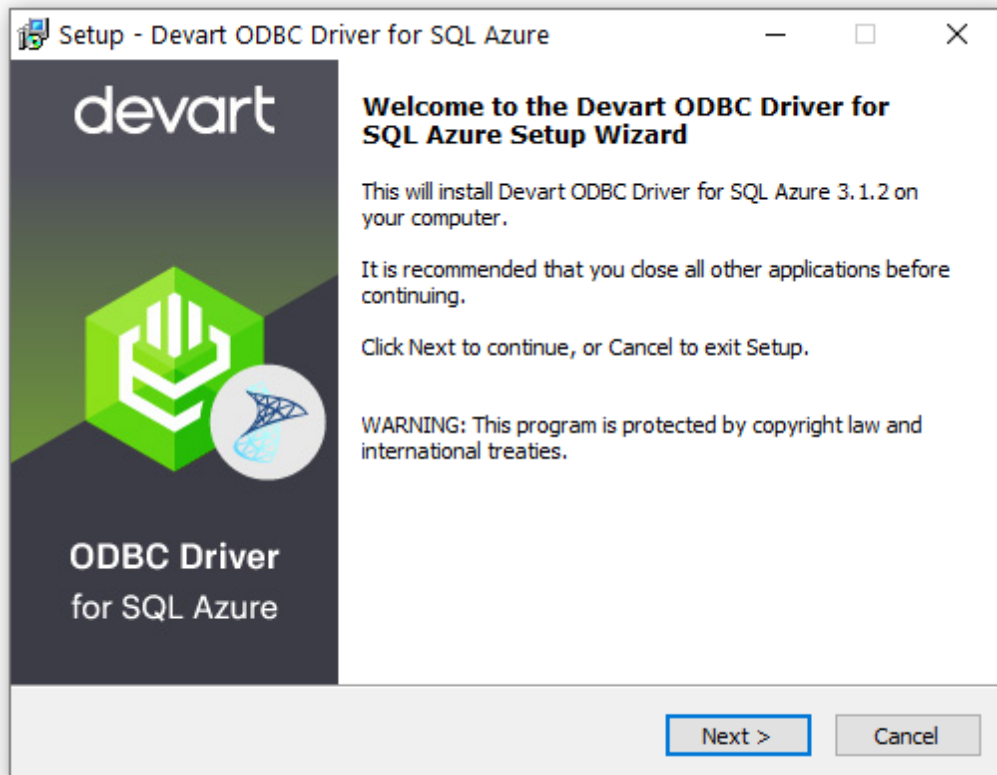 Setup - Devart ODBC Driver for SQL Azure
devart
Welcome to the Devart ODBC Driver for
SQL Azure Setup Wizard
This will install Devart ODBC Driver for SQL Azure 3.1.2 on
your computer.
It is recommended that you close all other applications before
continuing.
Click Next to continue, or Cancel to exit Setup.
WARNING: This program is protected by copyright law and
international treaties.
ODBC Driver
for SQL Azure
Next >
Cancel